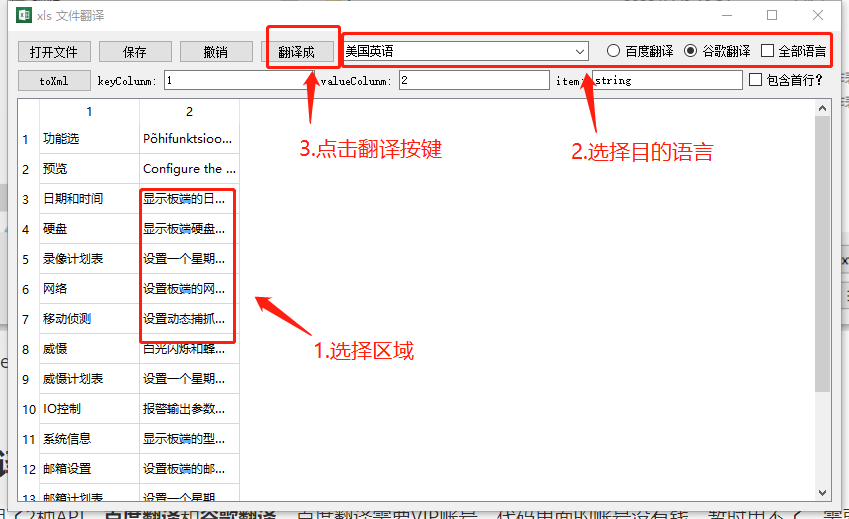 xls 文件翻译
打开文件 保存 撤销 翻译成 美国英语 百度翻译 谷歌翻译 全部语言
toXml keyColunm: 1 valueColunm: 2 item: string 包含首行?
1 2
1 功能选 Põhifunktsioo...
2 预览 Configure the ...
3 日期和时间 显示板端的日...
4 硬盘 显示板端硬盘...
5 录像计划表 设置一个星期...
6 网络 设置板端的网...
7 移动侦测 设置动态捕抓...
8 威慑 白光闪烁和蜂...
9 威慑计划表 设置一个星期...
10 IO控制 报警输出参数...
11 系统信息 显示板端的型...
12 邮箱设置 设置板端的邮...
13 邮箱计划表 设置一个星期...
3.点击翻译按键
2.选择目的语言
1.选择区域
用了2种API,百度翻译和谷歌翻译